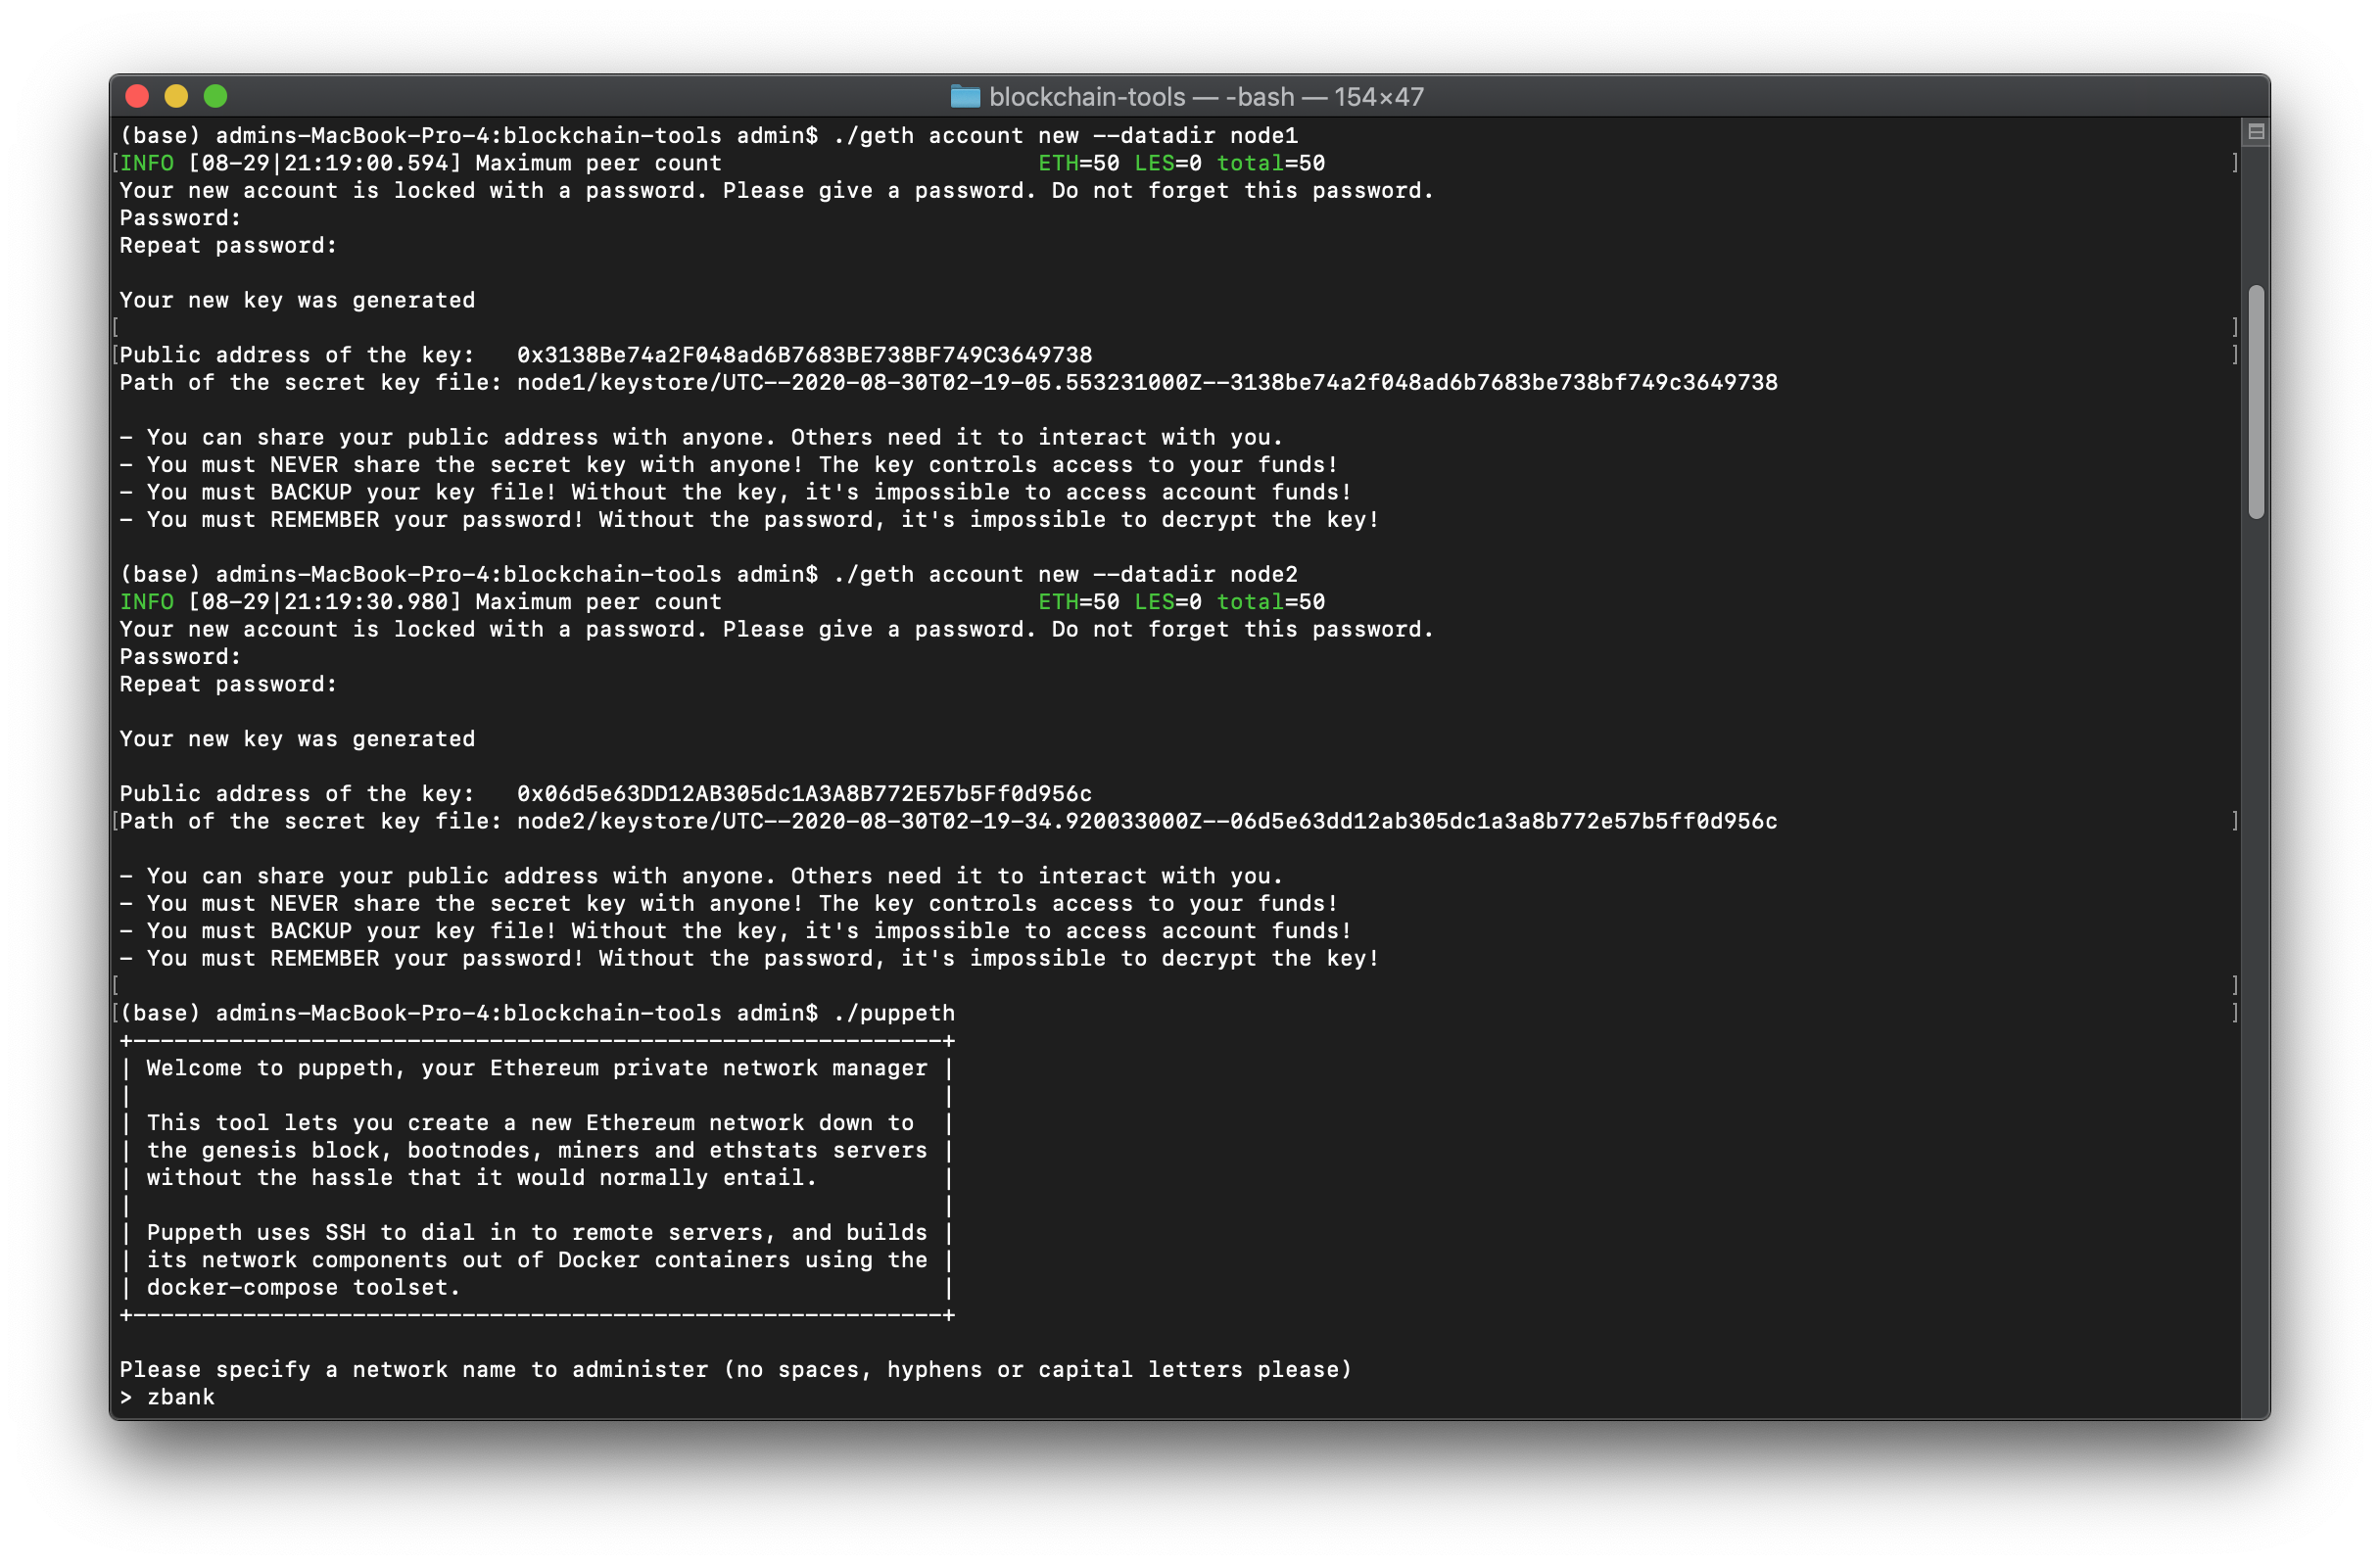 blockchain-tools — -bash — 154×47
(base) admins-MacBook-Pro-4:blockchain-tools admin$ ./geth account new --datadir node1
[INFO [08-29|21:19:00.594] Maximum peer count                       ETH=50 LES=0 total=50 ]
Your new account is locked with a password. Please give a password. Do not forget this password.
Password:
Repeat password:
Your new key was generated
[ ]
[Public address of the key:   0x3138Be74a2F048ad6B7683BE738BF749C3649738 ]
Path of the secret key file: node1/keystore/UTC--2020-08-30T02-19-05.553231000Z--3138be74a2f048ad6b7683be738bf749c3649738
- You can share your public address with anyone. Others need it to interact with you.
- You must NEVER share the secret key with anyone! The key controls access to your funds!
- You must BACKUP your key file! Without the key, it's impossible to access account funds!
- You must REMEMBER your password! Without the password, it's impossible to decrypt the key!
(base) admins-MacBook-Pro-4:blockchain-tools admin$ ./geth account new --datadir node2
INFO [08-29|21:19:30.980] Maximum peer count                       ETH=50 LES=0 total=50
Your new account is locked with a password. Please give a password. Do not forget this password.
Password:
Repeat password:
Your new key was generated
Public address of the key:   0x06d5e63DD12AB305dc1A3A8B772E57b5Ff0d956c
[Path of the secret key file: node2/keystore/UTC--2020-08-30T02-19-34.920033000Z--06d5e63dd12ab305dc1a3a8b772e57b5ff0d956c ]
- You can share your public address with anyone. Others need it to interact with you.
- You must NEVER share the secret key with anyone! The key controls access to your funds!
- You must BACKUP your key file! Without the key, it's impossible to access account funds!
- You must REMEMBER your password! Without the password, it's impossible to decrypt the key!
[ ]
[(base) admins-MacBook-Pro-4:blockchain-tools admin$ ./puppeth ]
+-----------------------------------------------------------+
| Welcome to puppeth, your Ethereum private network manager |
|                                                           |
| This tool lets you create a new Ethereum network down to  |
| the genesis block, bootnodes, miners and ethstats servers |
| without the hassle that it would normally entail.         |
|                                                           |
| Puppeth uses SSH to dial in to remote servers, and builds |
| its network components out of Docker containers using the |
| docker-compose toolset.                                   |
+-----------------------------------------------------------+
Please specify a network name to administer (no spaces, hyphens or capital letters please)
> zbank